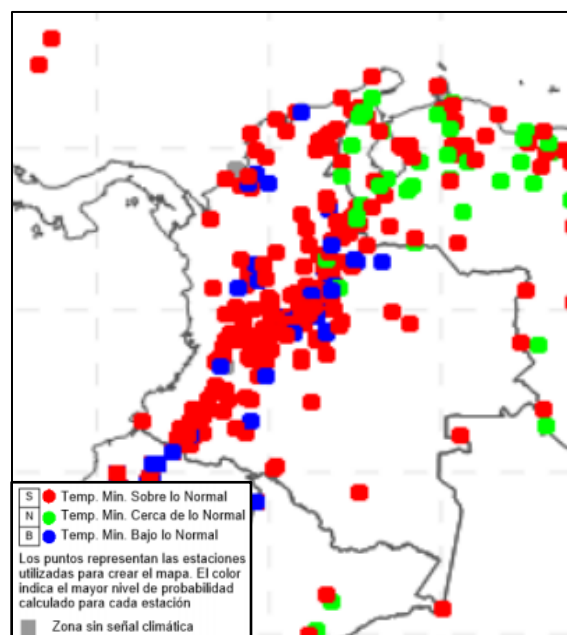 S Temp. Min. Sobre lo Normal
N Temp. Min. Cerca de lo Normal
B Temp. Min. Bajo lo Normal
Los puntos representan las estaciones
utilizadas para crear el mapa. El color
indica el mayor nivel de probabilidad
calculado para cada estación
Zona sin señal climática